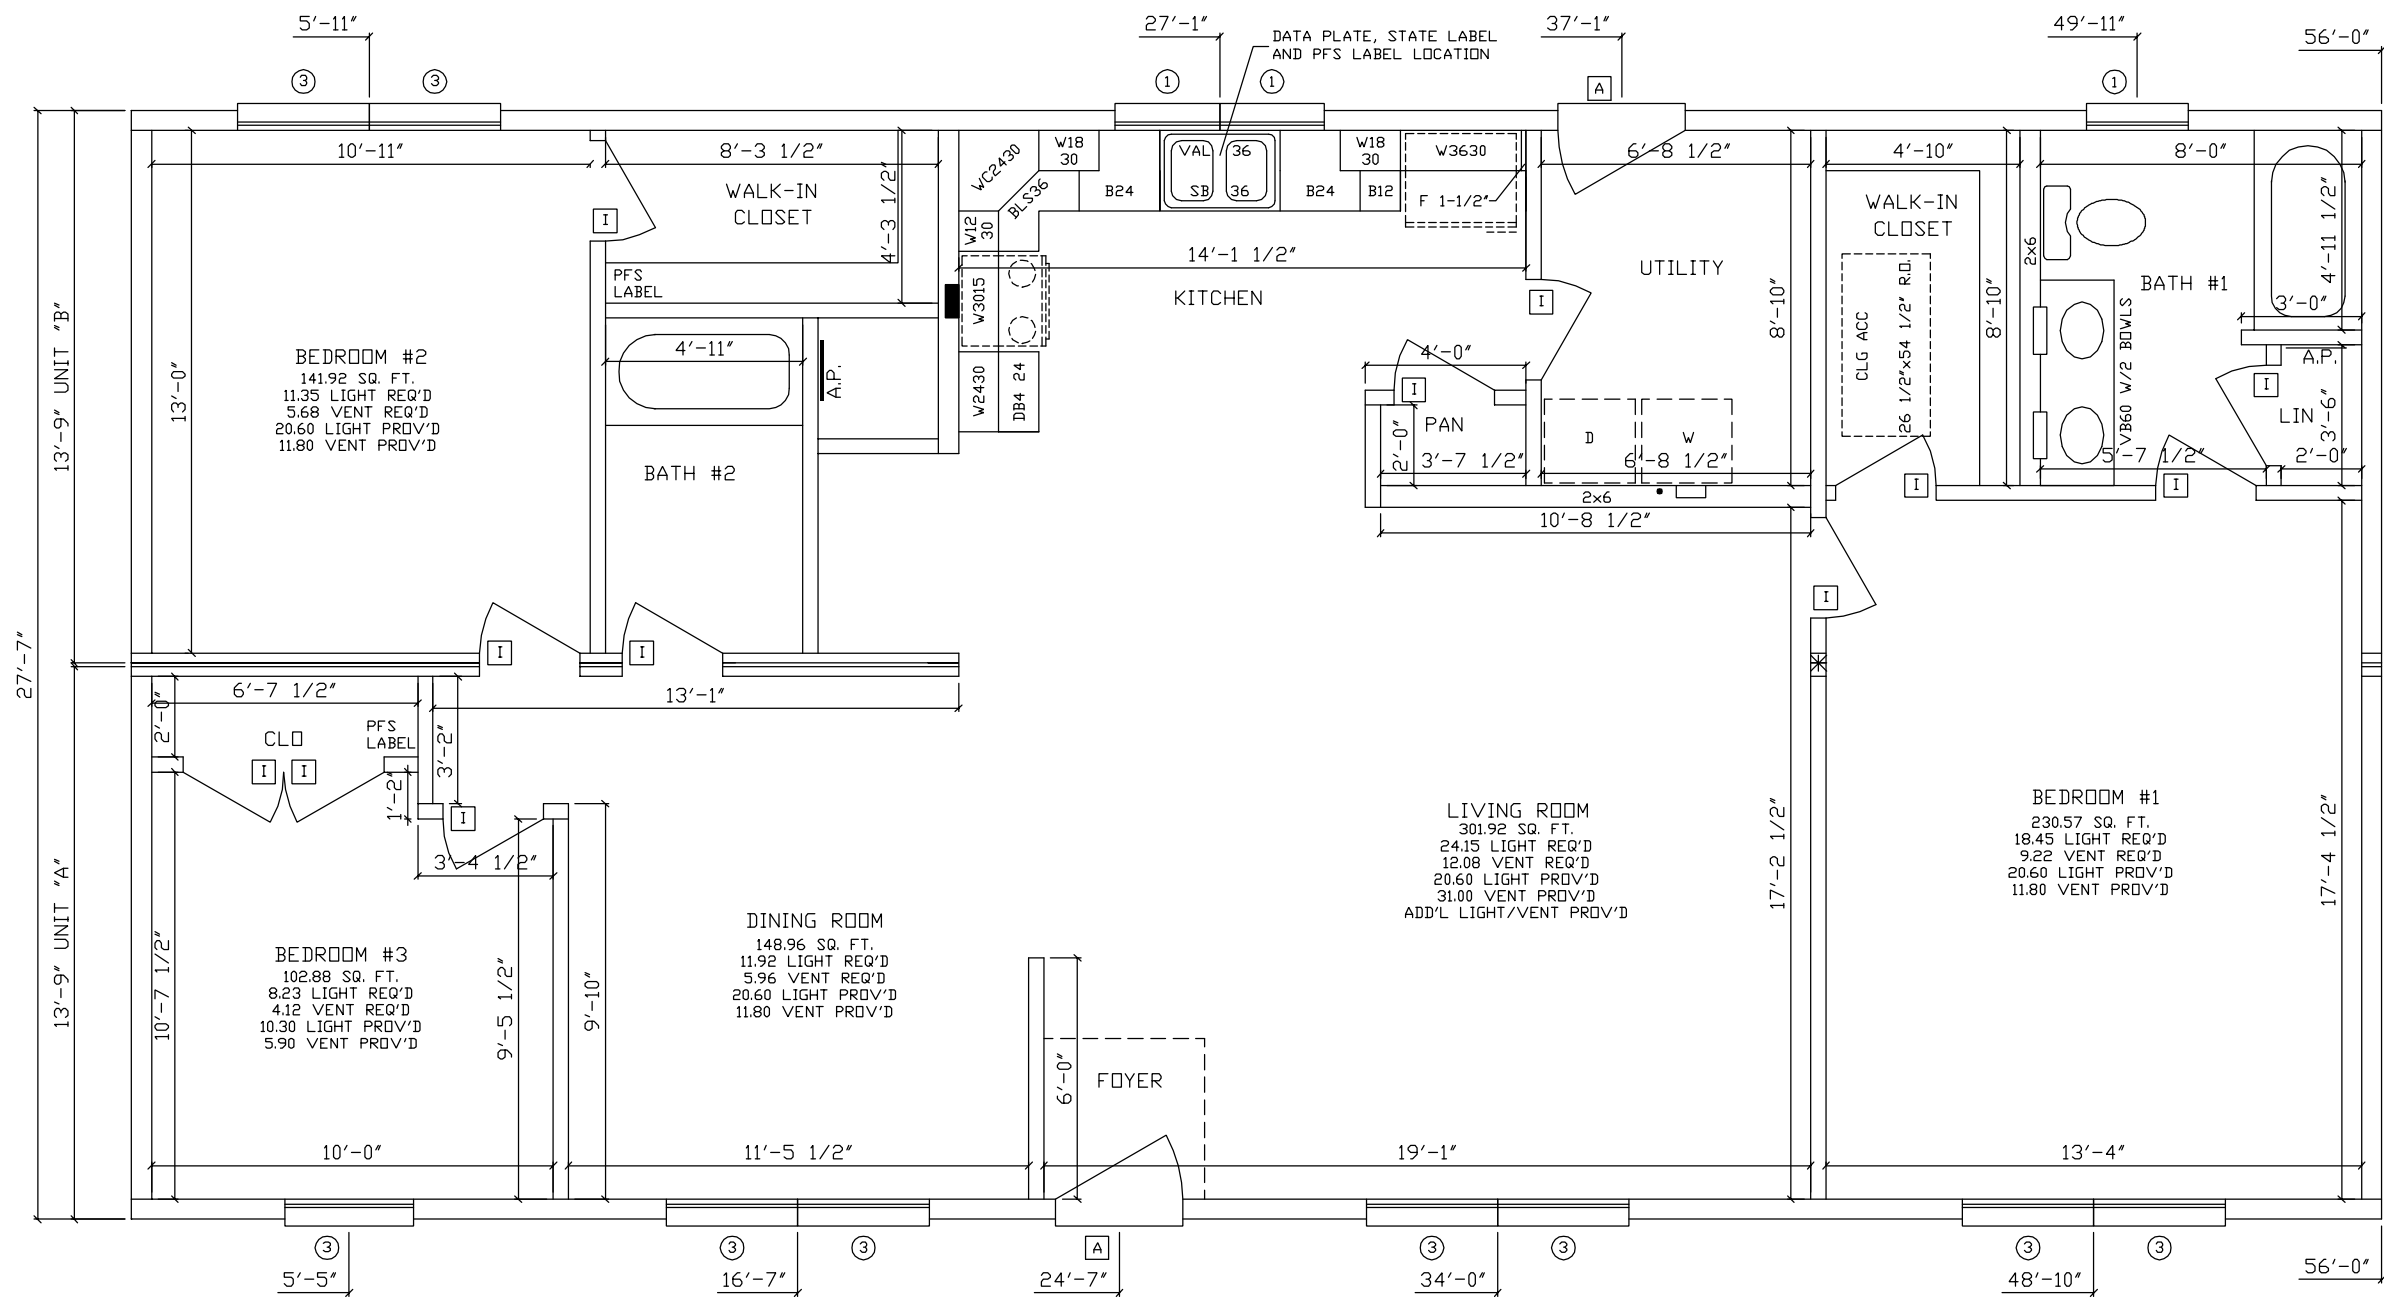 5'-11"
27'-1"
DATA PLATE, STATE LABEL
AND PFS LABEL LOCATION
37'-1"
49'-11"
56'-0"
3
3
1
1
A
1
10'-11"
8'-3 1/2"
WALK-IN
CLOSET
4'-3 1/2"
PFS
LABEL
I
WC2430
W18
30
BLS36
B24
VAL 36
SB 36
W18
30
B24
B12
W3630
F 1-1/2"
W12
30
14'-1 1/2"
KITCHEN
W3015
W2430
DB4 24
6'-8 1/2"
UTILITY
8'-10"
I
4'-10"
WALK-IN
CLOSET
CLG ACC
26 1/2"x54 1/2" R.O.
8'-10"
2x6
8'-0"
4'-11 1/2"
BATH #1
3'-0"
VB60 W/2 BOWLS
A.P.
I
LIN
3'-6"
5'-7 1/2"
2'-0"
I
I
13'-9" UNIT "B"
27'-7"
13'-0"
BEDROOM #2
141.92 SQ. FT.
11.35 LIGHT REQ'D
5.68 VENT REQ'D
20.60 LIGHT PROV'D
11.80 VENT PROV'D
4'-11"
A.P.
BATH #2
4'-0"
I
PAN
2'-0"
3'-7 1/2"
D
W
6'-8 1/2"
2x6
10'-8 1/2"
I
I
I
6'-7 1/2"
2'-0"
CLO
PFS
LABEL
I
I
13'-1"
3'-2"
1'-2"
I
3'-4 1/2"
13'-9" UNIT "A"
10'-7 1/2"
BEDROOM #3
102.88 SQ. FT.
8.23 LIGHT REQ'D
4.12 VENT REQ'D
10.30 LIGHT PROV'D
5.90 VENT PROV'D
9'-5 1/2"
9'-10"
DINING ROOM
148.96 SQ. FT.
11.92 LIGHT REQ'D
5.96 VENT REQ'D
20.60 LIGHT PROV'D
11.80 VENT PROV'D
6'-0"
FOYER
LIVING ROOM
301.92 SQ. FT.
24.15 LIGHT REQ'D
12.08 VENT REQ'D
20.60 LIGHT PROV'D
31.00 VENT PROV'D
ADD'L LIGHT/VENT PROV'D
17'-2 1/2"
BEDROOM #1
230.57 SQ. FT.
18.45 LIGHT REQ'D
9.22 VENT REQ'D
20.60 LIGHT PROV'D
11.80 VENT PROV'D
17'-4 1/2"
10'-0"
11'-5 1/2"
19'-1"
13'-4"
3
3
3
A
3
3
3
3
5'-5"
16'-7"
24'-7"
34'-0"
48'-10"
56'-0"